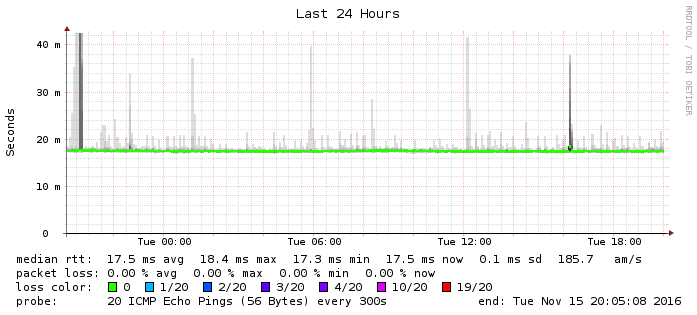 Last 24 Hours
RRDTOOL / TOBI OETIKER
Seconds
40 m
30 m
20 m
10 m
0
Tue 00:00 Tue 06:00 Tue 12:00 Tue 18:00
median rtt: 17.5 ms avg 18.4 ms max 17.3 ms min 17.5 ms now 0.1 ms sd 185.7 am/s
packet loss: 0.00 % avg 0.00 % max 0.00 % min 0.00 % now
loss color: 0 1/20 2/20 3/20 4/20 10/20 19/20
probe: 20 ICMP Echo Pings (56 Bytes) every 300s end: Tue Nov 15 20:05:08 2016